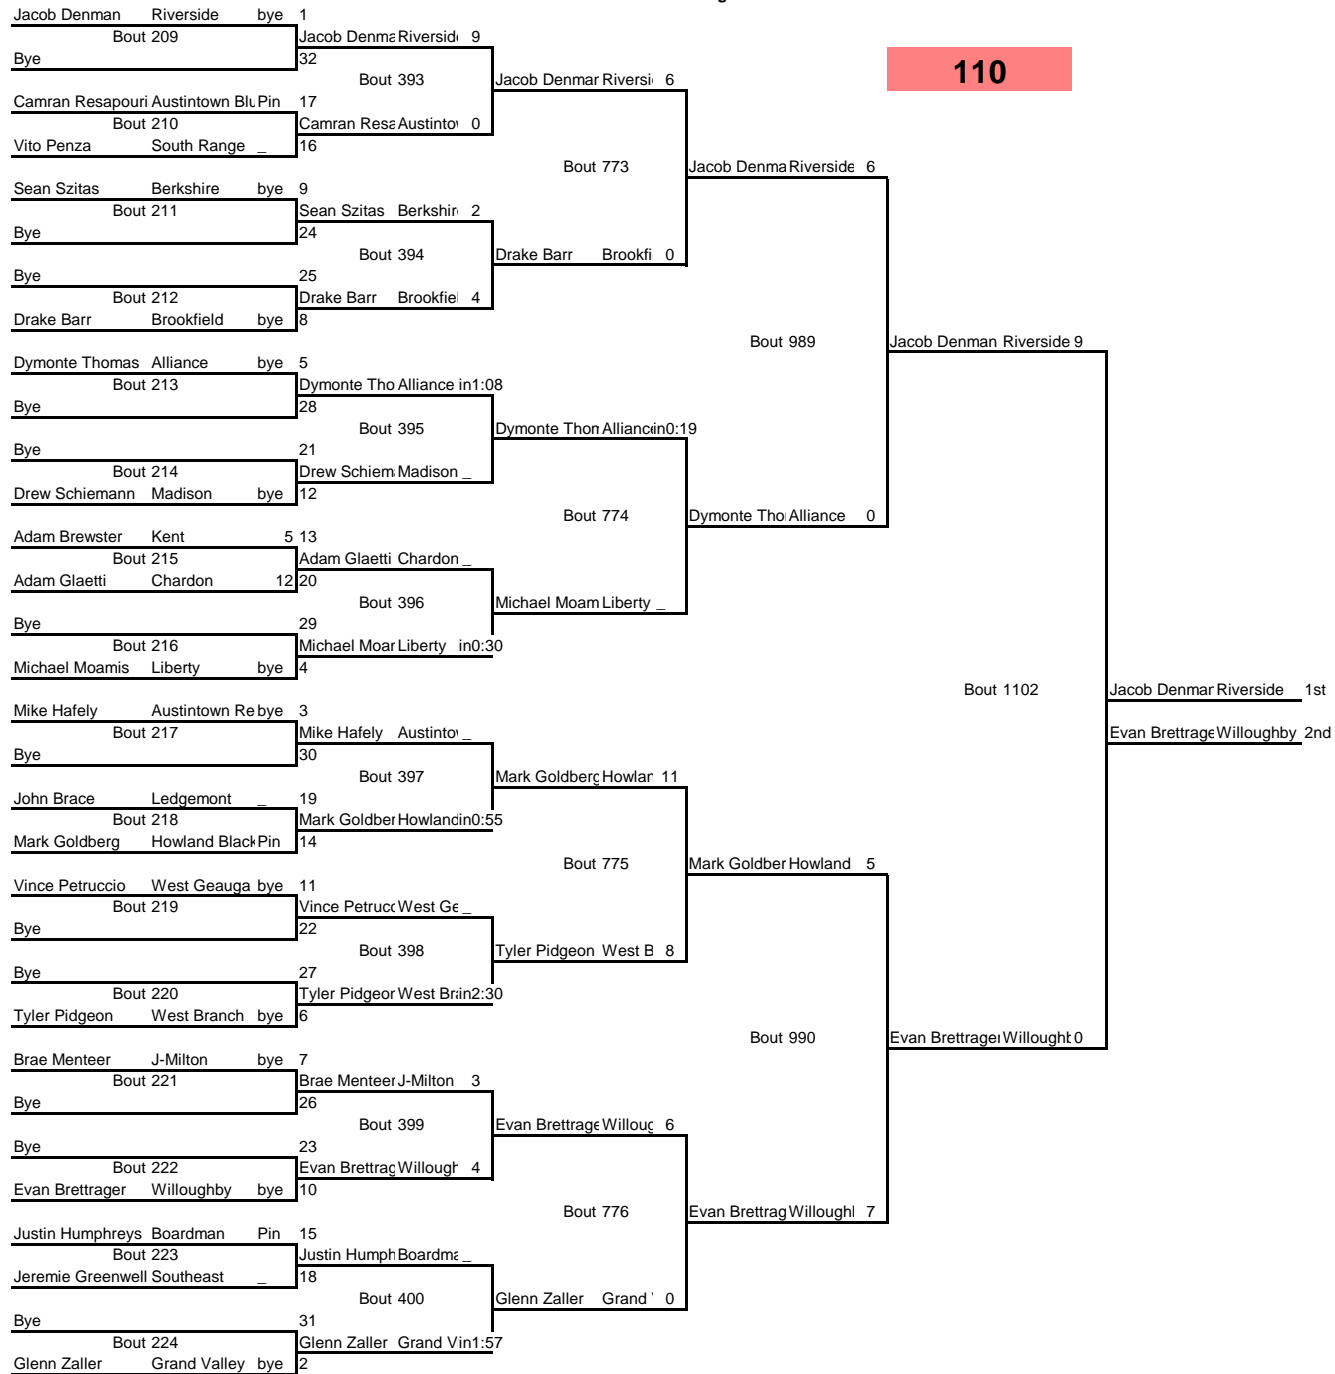 g
Jacob Denman Riverside bye 1
Bout 209
Bye 32
Jacob Denma Riversid 9
Bout 393
Camran Resa Austintow 0
Camran Resapouri Austintown Blu Pin 17
Bout 210
Vito Penza South Range _ 16
Jacob Denmar Riversi 6
Bout 773
Drake Barr Brookfi 0
110
Sean Szitas Berkshire bye 9
Bout 211
Bye 24
Sean Szitas Berkshir 2
Bout 394
Drake Barr Brookfiel 4
Bye 25
Bout 212
Drake Barr Brookfield bye 8
Jacob Denma Riverside 6
Bout 989
Dymonte Tho Alliance 0
Dymonte Thomas Alliance bye 5
Bout 213
Bye 28
Dymonte Tho Alliance in1:08
Bout 395
Drew Schiem Madison _
Bye 21
Bout 214
Drew Schiemann Madison bye 12
Dymonte Thon Alliance in0:19
Bout 774
Michael Moam Liberty _
Adam Brewster Kent 5 13
Bout 215
Adam Glaetti Chardon 12 20
Adam Glaetti Chardon _
Bout 396
Michael Moar Liberty in0:30
Bye 29
Bout 216
Michael Moamis Liberty bye 4
Jacob Denman Riverside 9
Bout 1102
Evan Brettrager Willoughb 0
Jacob Denmar Riverside 1st
Evan Brettrage Willoughby 2nd
Mike Hafely Austintown Re bye 3
Bout 217
Bye 30
Mike Hafely Austintow _
Bout 397
Mark Goldber Howland in0:55
John Brace Ledgemont _ 19
Bout 218
Mark Goldberg Howland Black Pin 14
Mark Goldberg Howlar 11
Bout 775
Tyler Pidgeon West B 8
Vince Petruccio West Geauga bye 11
Bout 219
Bye 22
Vince Petrucc West Ge _
Bout 398
Tyler Pidgeor West Bra in2:30
Bye 27
Bout 220
Tyler Pidgeon West Branch bye 6
Mark Goldber Howland 5
Bout 990
Evan Brettrag Willoughl 7
Brae Menteer J-Milton bye 7
Bout 221
Bye 26
Brae Menteer J-Milton 3
Bout 399
Evan Brettrag Willough 4
Bye 23
Bout 222
Evan Brettrager Willoughby bye 10
Evan Brettrage Willoug 6
Bout 776
Glenn Zaller Grand 0
Justin Humphreys Boardman Pin 15
Bout 223
Jeremie Greenwell Southeast _ 18
Justin Humph Boardma _
Bout 400
Glenn Zaller Grand V in1:57
Bye 31
Bout 224
Glenn Zaller Grand Valley bye 2